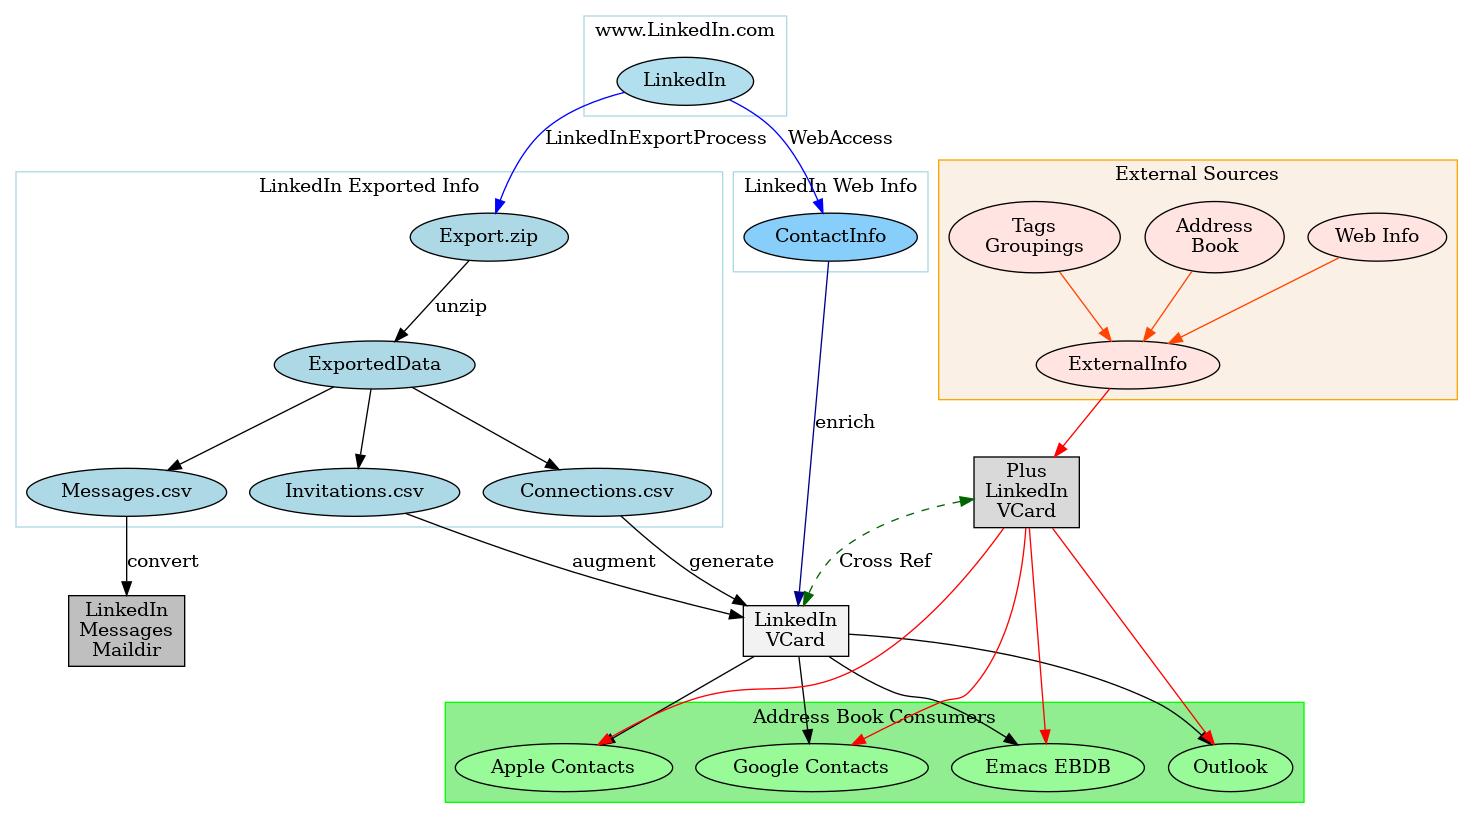 www.LinkedIn.com
LinkedIn
LinkedInExportProcess
WebAccess
LinkedIn Exported Info
LinkedIn Web Info
External Sources
Export.zip
ContactInfo
Tags
Groupings
Address
Book
Web Info
unzip
ExportedData
ExternalInfo
enrich
Messages.csv
Invitations.csv
Connections.csv
Plus
LinkedIn
VCard
convert
augment
generate
Cross Ref
LinkedIn
Messages
Maildir
LinkedIn
VCard
Address Book Consumers
Apple Contacts
Google Contacts
Emacs EBDB
Outlook